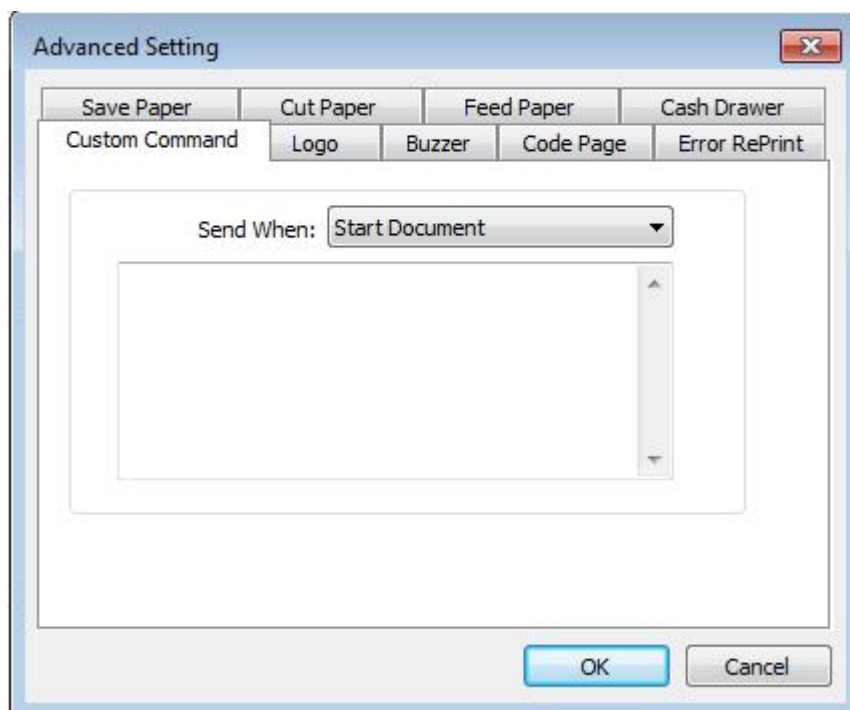 Advanced Setting
Save Paper Cut Paper Feed Paper Cash Drawer
Custom Command Logo Buzzer Code Page Error RePrint
Send When: Start Document
OK Cancel